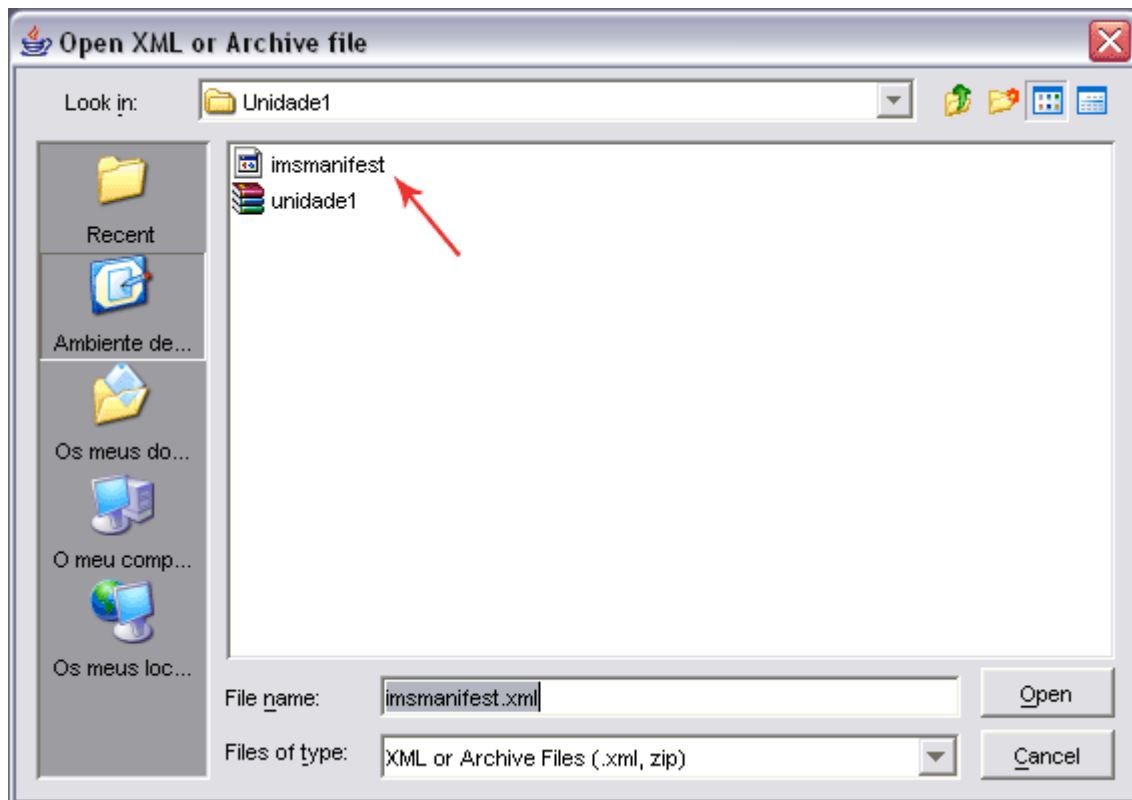 Open XML or Archive file
Look in:
Unidade1
Recent
Ambiente de...
Os meus do...
O meu comp...
Os meus loc...
imsmanifest
unidade1
File name:
imsmanifest.xml
Open
Files of type:
XML or Archive Files (.xml, zip)
Cancel